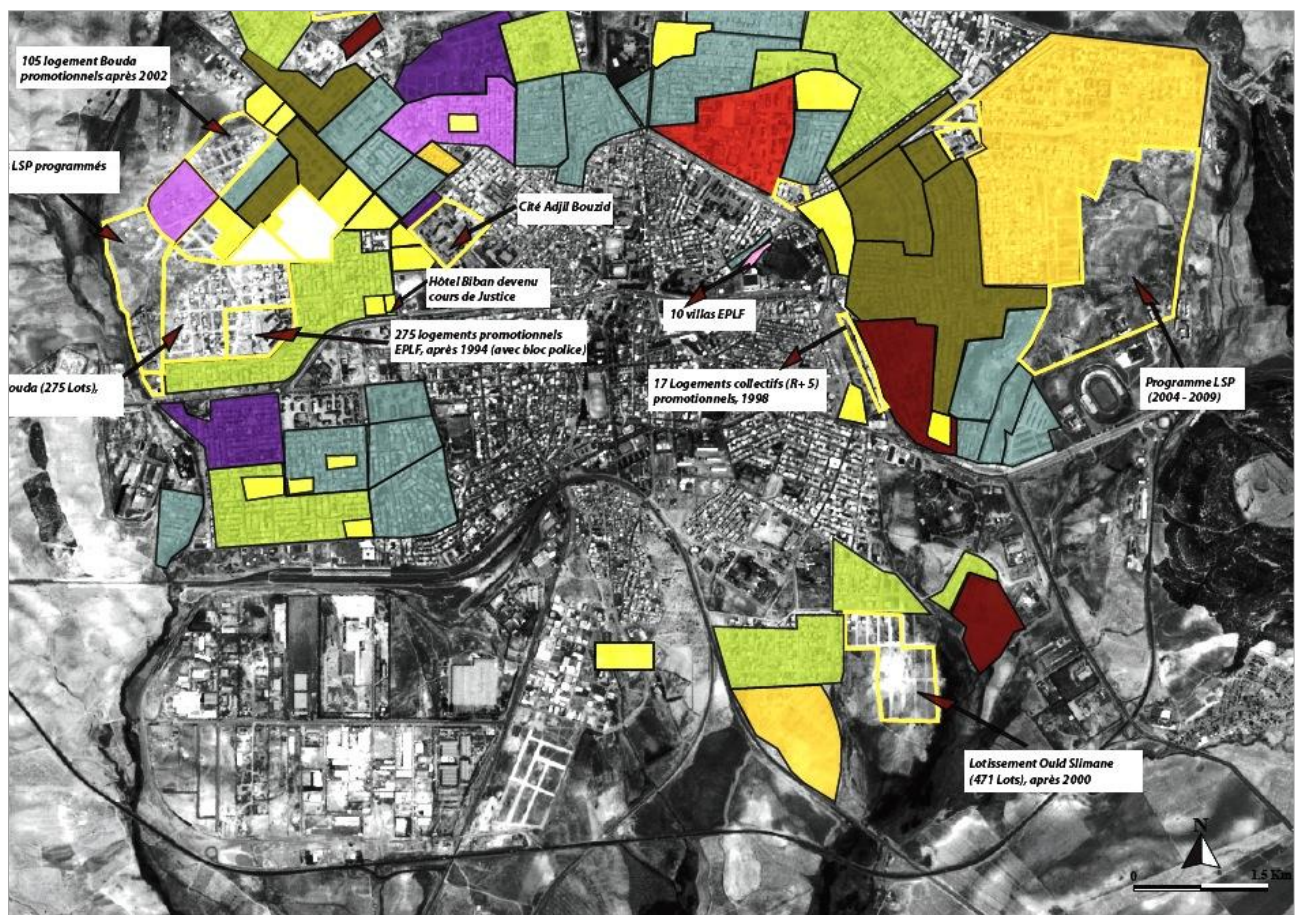 105 logement Bouda
promotionnels après 2002
LSP programmés
Cité Adjil Bouzid
Hôtel Biban devenu
cours de Justice
10 villas EPLF
275 logements promotionnels
EPLF, après 1994 (avec bloc police)
17 Logements collectifs (R+ 5)
promotionnels, 1998
Programme LSP
(2004 - 2009)
ouda (275 Lots),
Lotissement Ould Slimane
(471 Lots), après 2000
N
0 1.5 Km